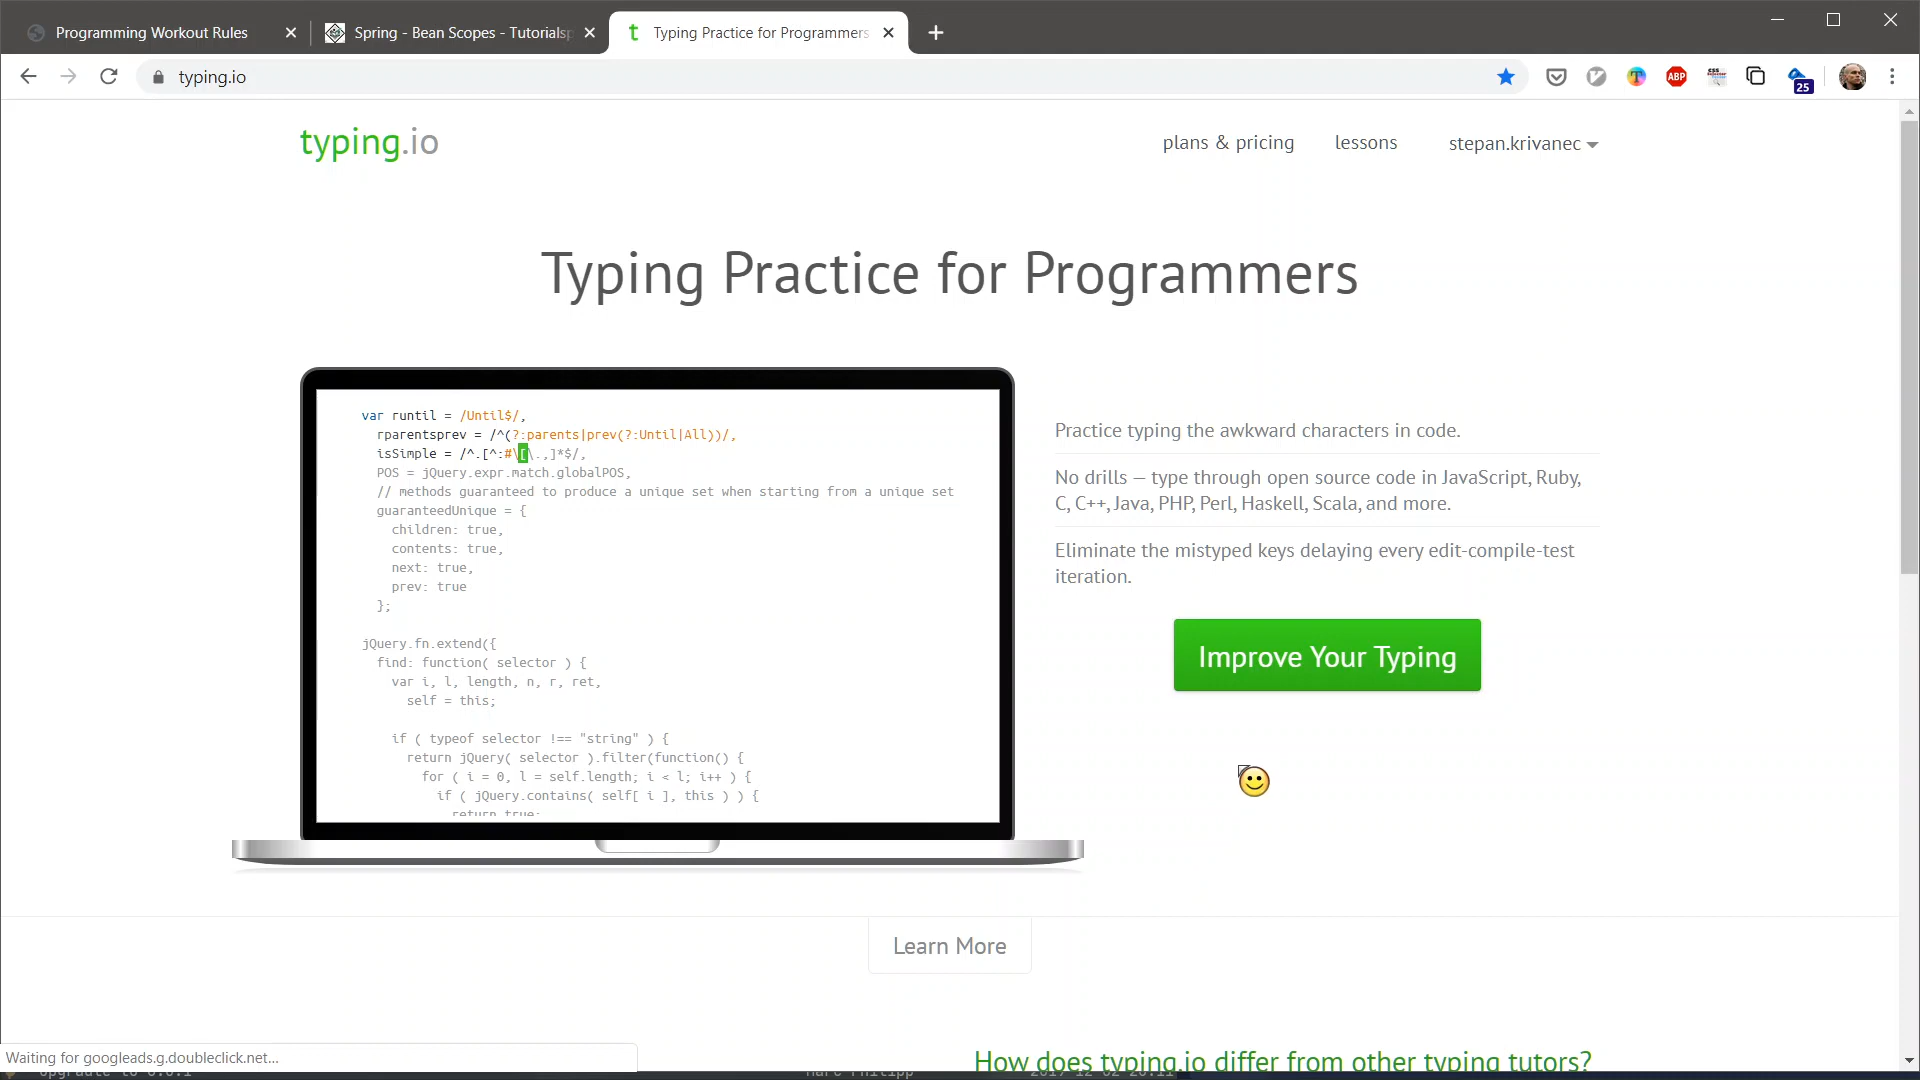 Programming Workout Rules
Spring - Bean Scopes - Tutorialsp
t Typing Practice for Programmers
typing.io
ABP
CSS
25
typing.io
plans & pricing
lessons
stepan.krivanec
Typing Practice for Programmers
var runtil = /Until$/,
rparentsprev = /^(?:parents|prev(?:Until|All))/,
isSimple = /^.[^:#\[\.,]*$/,
POS = jQuery.expr.match.globalPOS,
// methods guaranteed to produce a unique set when starting from a unique set
guaranteedUnique = {
children: true,
contents: true,
next: true,
prev: true
};
jQuery.fn.extend({
find: function( selector ) {
var i, l, length, n, r, ret,
self = this;
if ( typeof selector !== "string" ) {
return jQuery( selector ).filter(function() {
for ( i = 0, l = self.length; i < l; i++ ) {
if ( jQuery.contains( self[ i ], this ) ) {
return true;
Practice typing the awkward characters in code.
No drills — type through open source code in JavaScript, Ruby,
C, C++, Java, PHP, Perl, Haskell, Scala, and more.
Eliminate the mistyped keys delaying every edit-compile-test
iteration.
Improve Your Typing
Learn More
How does typing.io differ from other typing tutors?
Waiting for googleads.g.doubleclick.net...